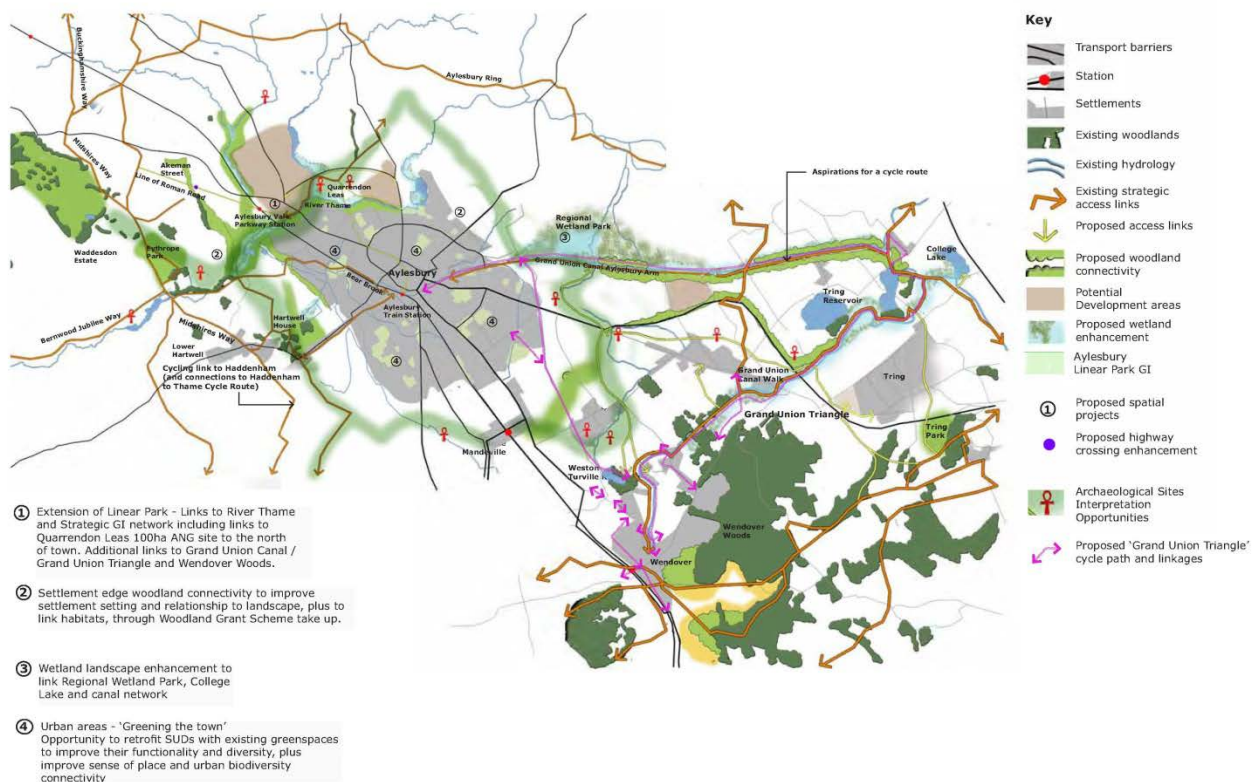 Buckinghamshire Way
Midshires Way
Aylesbury Ring
Akeman
Street
Line of Roman Road
Quarrendon
Leas
River Thame
Aylesbury Vale
Parkway Station
①
②
Waddesdon
Estate
Eythrope
Park
②
④
④
Aylesbury
Bear Brook
Aylesbury
Train Station
④
④
Regional
Wetland Park
③
Grand Union Canal Aylesbury Arm
Aspirations for a cycle route
College
Lake
Tring
Reservoir
Bernwood Jubline Way
Midshires Way
Hartwell
House
Lower
Hartwell
Cycling link to Haddenham
(and connections to Haddenham
to Thame Cycle Route)
Mandeville
Grand Union
Canal Walk
Tring
Grand Union Triangle
Tring
Park
Weston
Turville
Wendover
Woods
Wendover
Key
Transport barriers
Station
Settlements
Existing woodlands
Existing hydrology
Existing strategic
access links
Proposed access links
Proposed woodland
connectivity
Potential
Development areas
Proposed wetland
enhancement
Aylesbury
Linear Park GI
① Proposed spatial
projects
Proposed highway
crossing enhancement
Archaeological Sites
Interpretation
Opportunities
Proposed 'Grand Union Triangle'
cycle path and linkages
① Extension of Linear Park - Links to River Thame
and Strategic GI network including links to
Quarrendon Leas 100ha ANG site to the north
of town. Additional links to Grand Union Canal /
Grand Union Triangle and Wendover Woods.
② Settlement edge woodland connectivity to improve
settlement setting and relationship to landscape, plus to
link habitats, through Woodland Grant Scheme take up.
③ Wetland landscape enhancement to
link Regional Wetland Park, College
Lake and canal network
④ Urban areas - 'Greening the town'
Opportunity to retrofit SUDs with existing greenspaces
to improve their functionality and diversity, plus
improve sense of place and urban biodiversity
connectivity